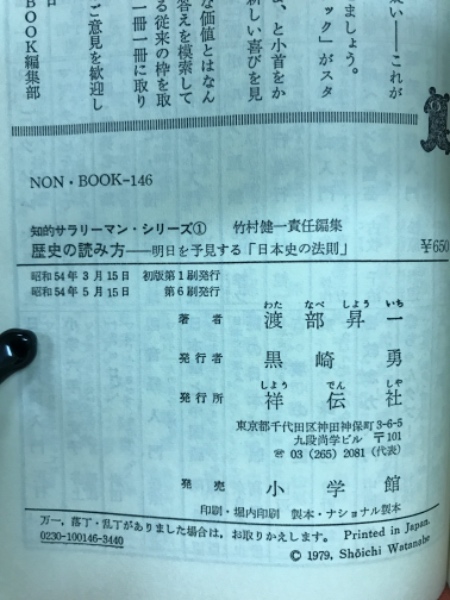 疑い――これが
ましょう。
、と小首をか
ック」がスタ
新しい喜びを見
な価値とはなん
答えを模索して
る従来の枠を取
一冊一冊に取り
ご意見を歓迎し
BOOK編集部
NON・BOOK-146
知的サラリーマン・シリーズ① 竹村健一責任編集
歴史の読み方――明日を予見する「日本史の法則」 ¥650
昭和54年3月15日 初版第1刷発行
昭和54年5月15日 第6刷発行
わた なべ しょう いち
著者 渡部昇一
発行者 黒崎勇
しょう でん しゃ
発行所 祥伝社
東京都千代田区神田神保町3-6-5
九段尚学ビル 〒101
☎ 03(265)2081(代表)
発売 小学館
印刷・堀内印刷 製本・ナショナル製本
万一、落丁・乱丁がありました場合は、お取りかえします。 Printed in Japan.
0230-100146-3440 © 1979, Shōichi Watanabe